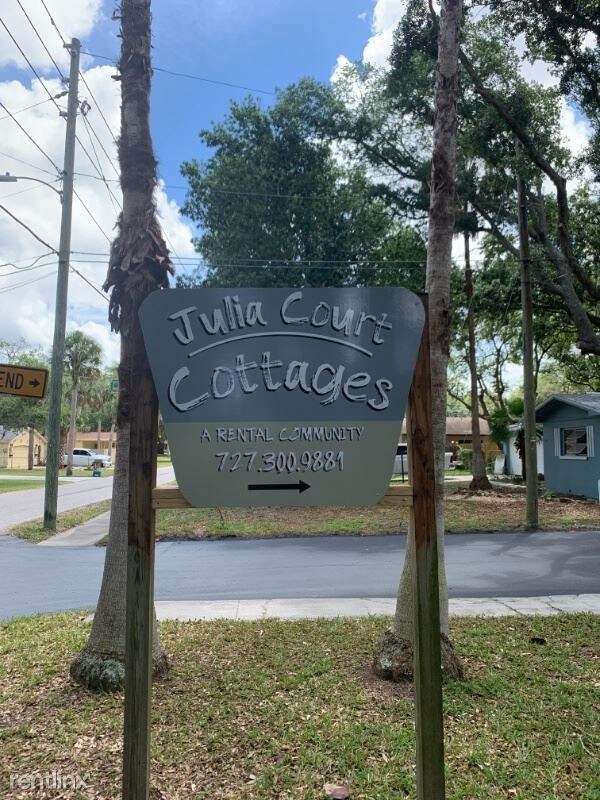 Julia Court
Cottages
A RENTAL COMMUNITY
727.300.9881
END
rentlinx